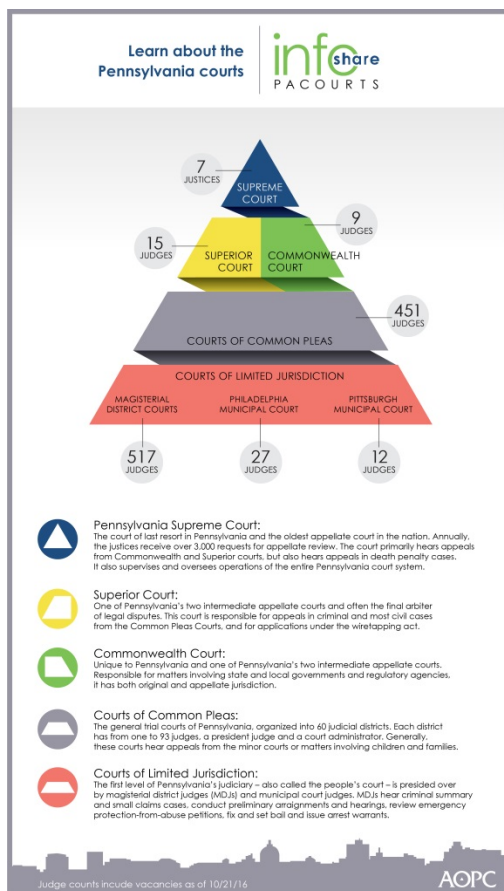 Learn about the
Pennsylvania courts
info share
PACOURTS
7
JUSTICES
SUPREME
COURT
9
JUDGES
15
JUDGES
SUPERIOR
COURT
COMMONWEALTH
COURT
451
JUDGES
COURTS OF COMMON PLEAS
COURTS OF LIMITED JURISDICTION
MAGISTERIAL
DISTRICT COURTS
PHILADELPHIA
MUNICIPAL COURT
PITTSBURGH
MUNICIPAL COURT
517
JUDGES
27
JUDGES
12
JUDGES
Pennsylvania Supreme Court:
The court of last resort in Pennsylvania and the oldest appellate court in the nation. Annually,
the justices receive over 3,000 requests for appellate review. The court primarily hears appeals
from Commonwealth and Superior courts, but also hears appeals in death penalty cases.
It also supervises and oversees operations of the entire Pennsylvania court system.
Superior Court:
One of Pennsylvania's two intermediate appellate courts and often the final arbiter
of legal disputes. This court is responsible for appeals in criminal and most civil cases
from the Common Pleas Courts, and for applications under the wiretapping act.
Commonwealth Court:
Unique to Pennsylvania and one of Pennsylvania's two intermediate appellate courts.
Responsible for matters involving state and local governments and regulatory agencies,
it has both original and appellate jurisdiction.
Courts of Common Pleas:
The general trial courts of Pennsylvania, organized into 60 judicial districts. Each district
has from one to 93 judges, a president judge and a court administrator. Generally,
these courts hear appeals from the minor courts or matters involving children and families.
Courts of Limited Jurisdiction:
The first level of Pennsylvania's judiciary – also called the people's court – is presided over
by magisterial district judges (MDJs) and municipal court judges. MDJs hear criminal summary
and small claims cases, conduct preliminary arraignments and hearings, review emergency
protection-from-abuse petitions, fix and set bail and issue arrest warrants.
Judge counts incude vacancies as of 10/21/16
AOPC